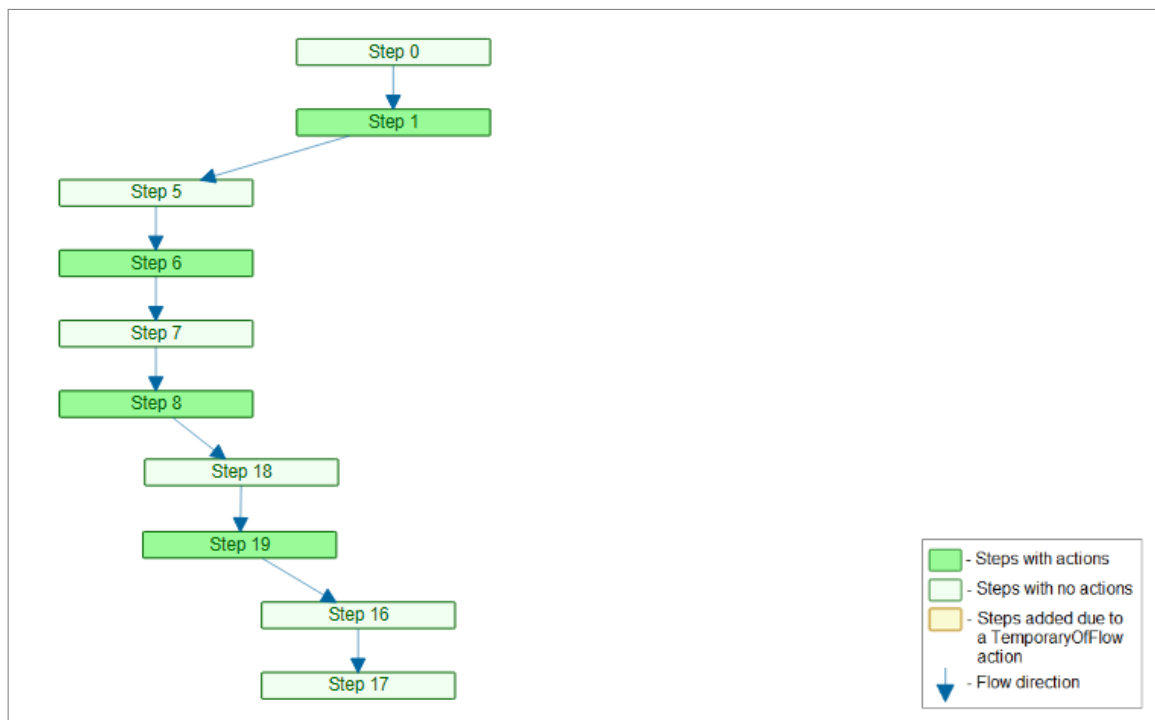 Step 0
Step 1
Step 5
Step 6
Step 7
Step 8
Step 18
Step 19
Step 16
Step 17
- Steps with actions
- Steps with no actions
- Steps added due to
a TemporaryOfFlow
action
- Flow direction